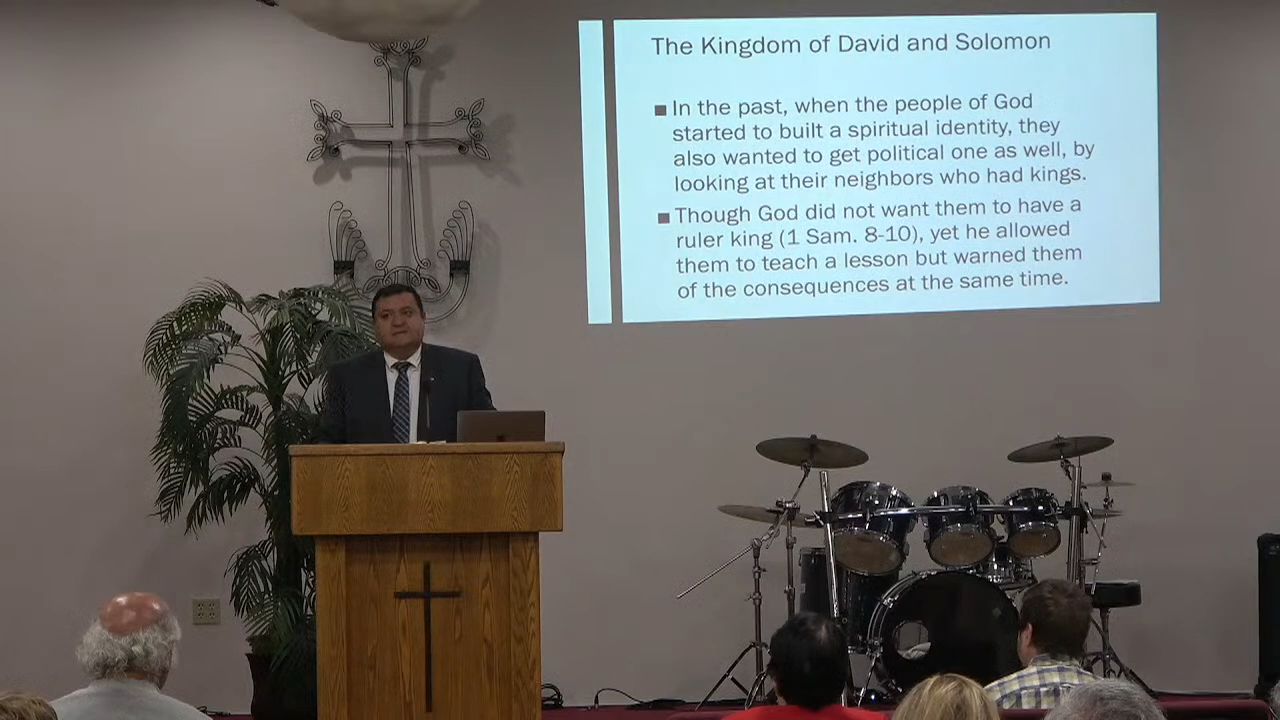 The Kingdom of David and Solomon
In the past, when the people of God
started to built a spiritual identity, they
also wanted to get political one as well, by
looking at their neighbors who had kings.
Though God did not want them to have a
ruler king (1 Sam. 8-10), yet he allowed
them to teach a lesson but warned them
of the consequences at the same time.